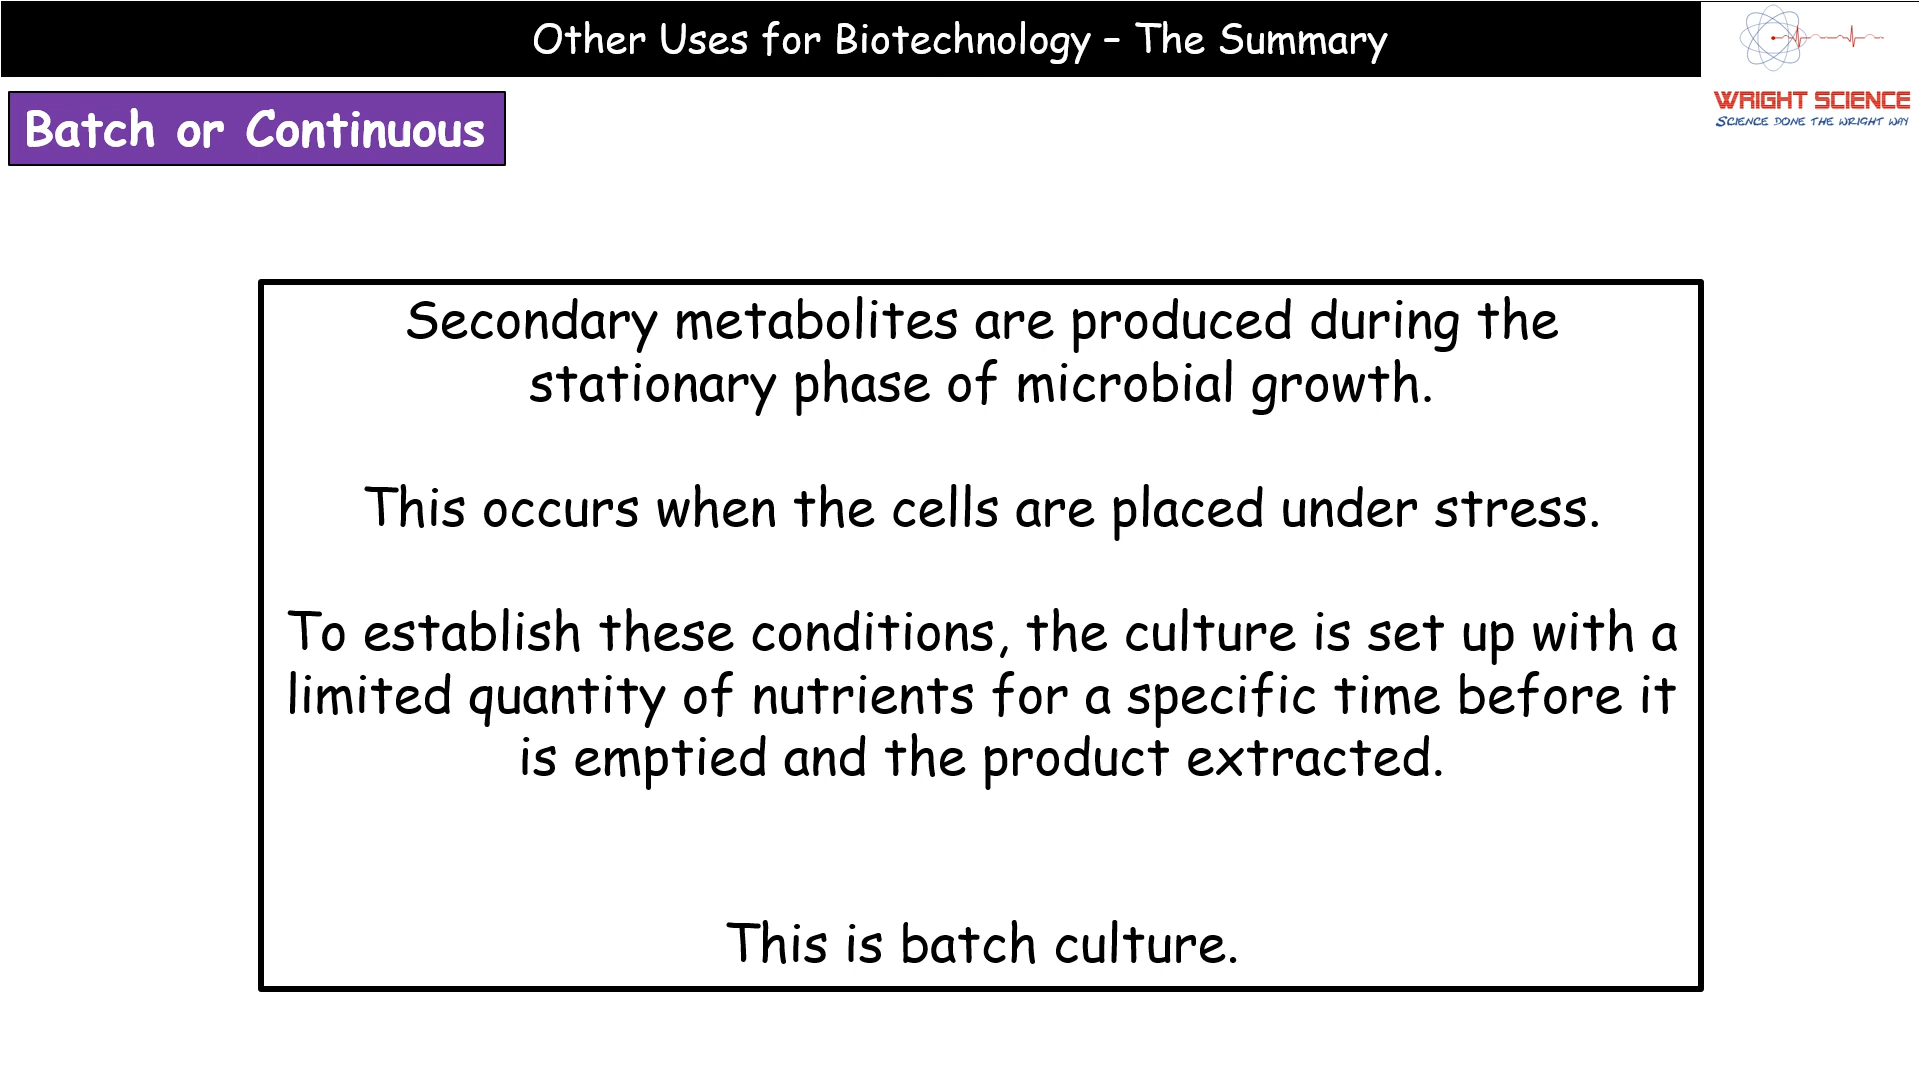 Other Uses for Biotechnology – The Summary
WRIGHT SCIENCE
SCIENCE DONE THE WRIGHT WAY
Batch or Continuous
Secondary metabolites are produced during the
stationary phase of microbial growth.
This occurs when the cells are placed under stress.
To establish these conditions, the culture is set up with a
limited quantity of nutrients for a specific time before it
is emptied and the product extracted.
This is batch culture.